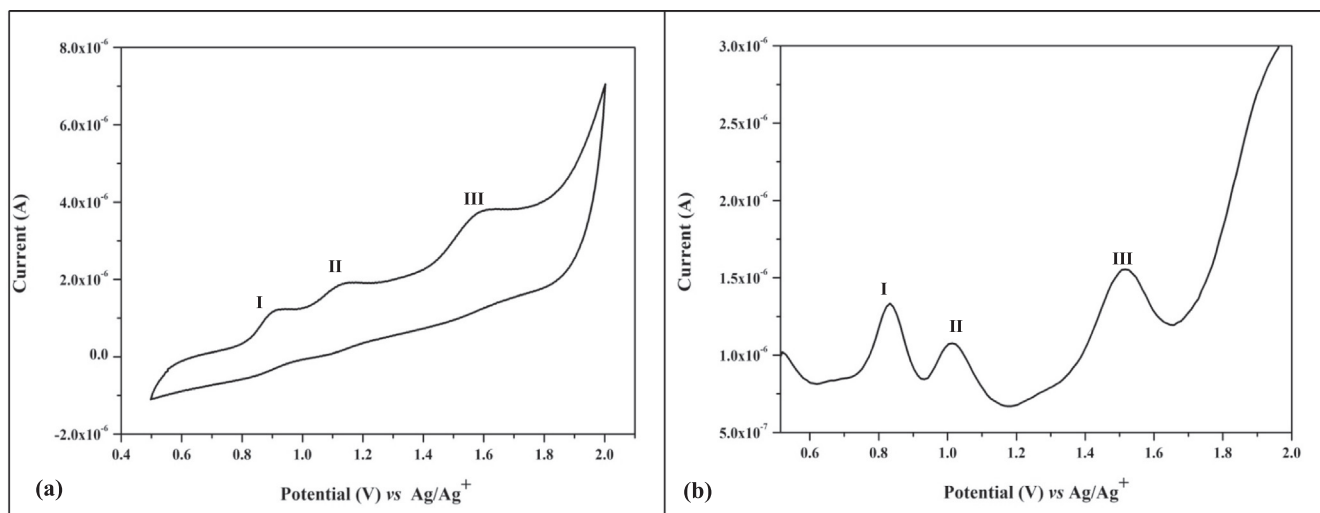 8.0x10⁻⁶
6.0x10⁻⁶
4.0x10⁻⁶
2.0x10⁻⁶
0.0
-2.0x10⁻⁶
Current (A)
I
II
III
0.4 0.6 0.8 1.0 1.2 1.4 1.6 1.8 2.0
Potential (V) vs Ag/Ag⁺
(a)
3.0x10⁻⁶
2.5x10⁻⁶
2.0x10⁻⁶
1.5x10⁻⁶
1.0x10⁻⁶
5.0x10⁻⁷
Current (A)
I
II
III
0.6 0.8 1.0 1.2 1.4 1.6 1.8 2.0
Potential (V) vs Ag/Ag⁺
(b)